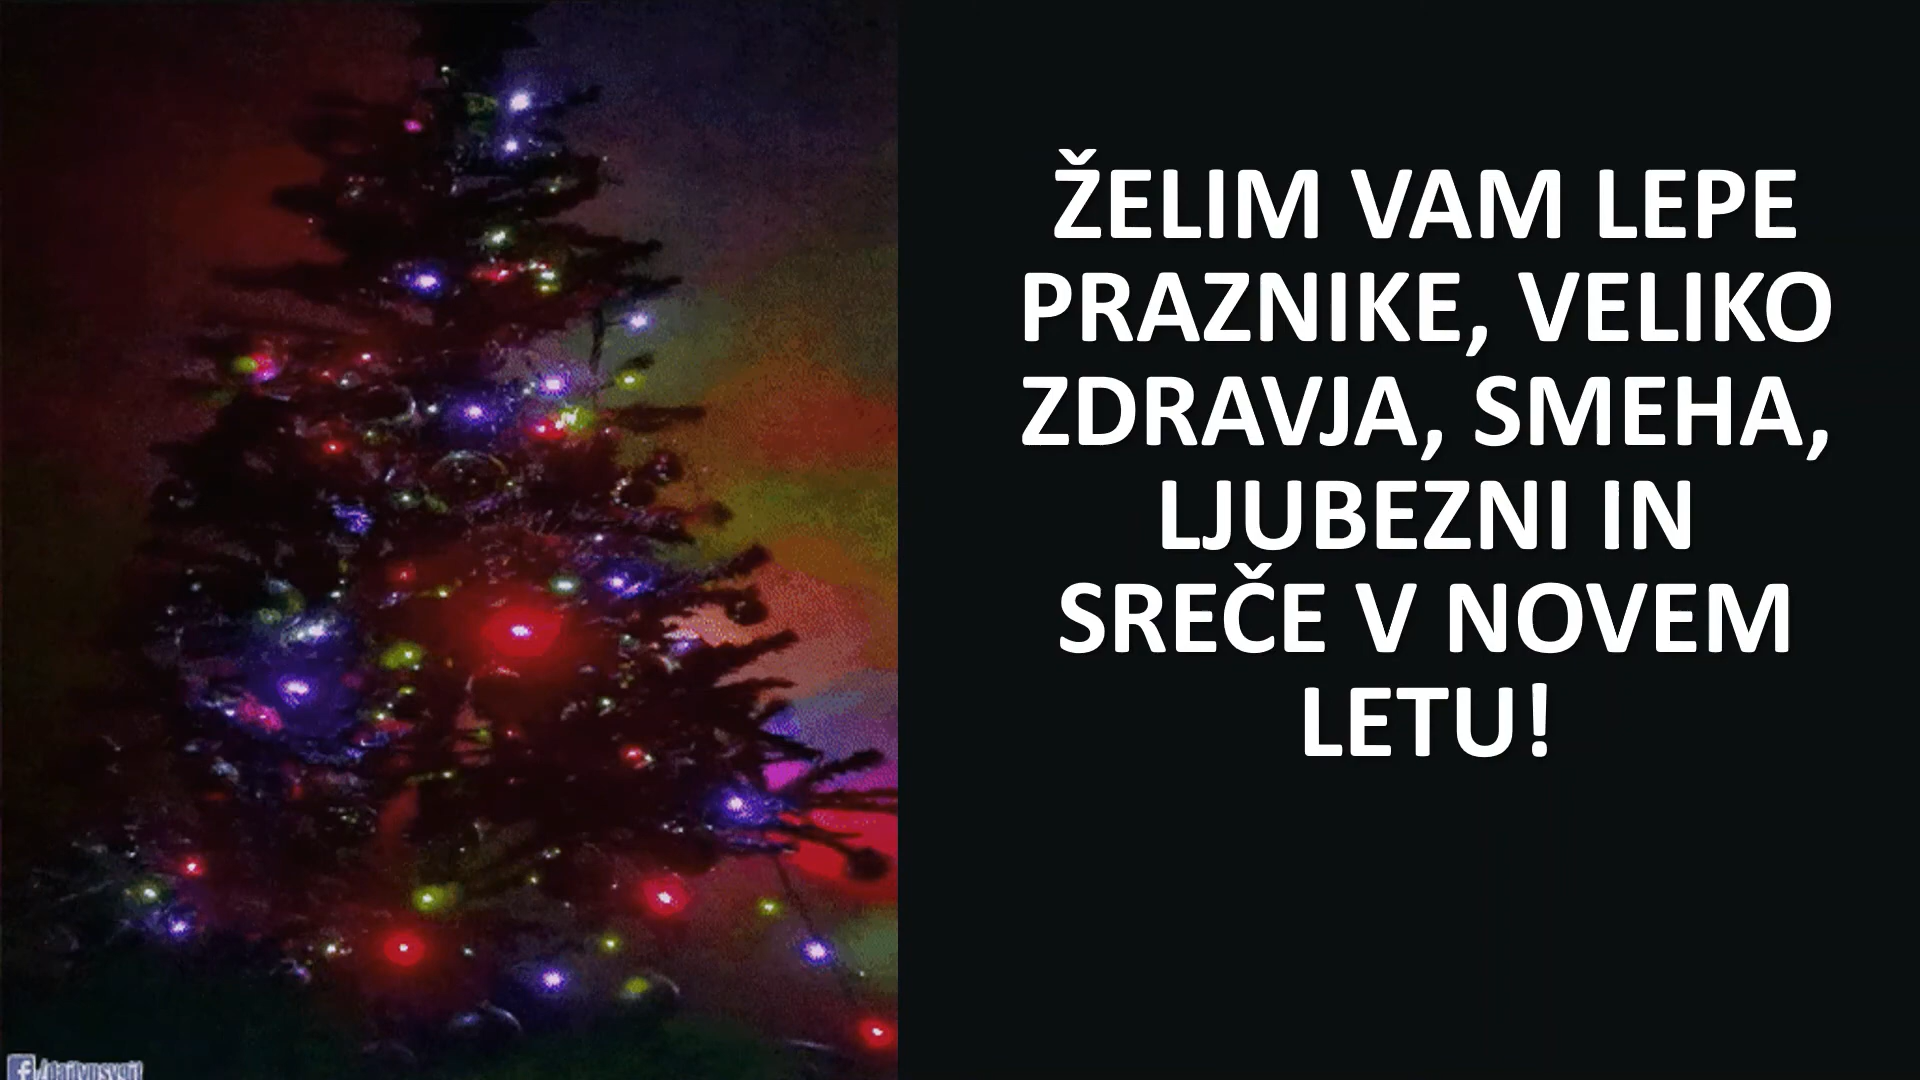 ŽELIM VAM LEPE
PRAZNIKE, VELIKO
ZDRAVJA, SMEHA,
LJUBEZNI IN
SREČE V NOVEM
LETU!